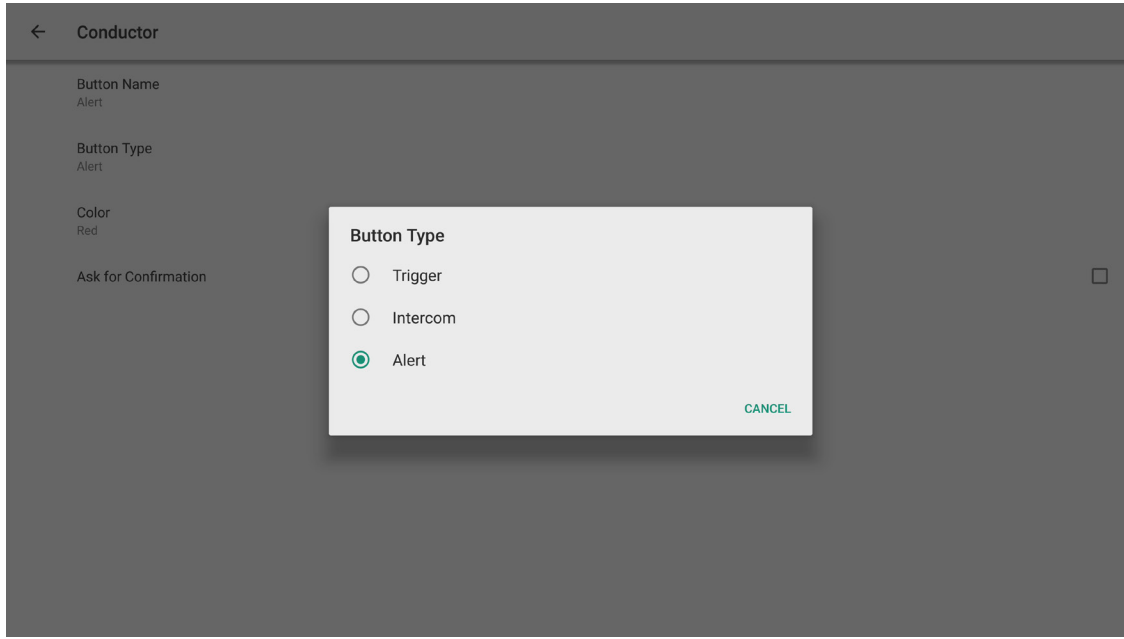 Conductor
Button Name
Alert
Button Type
Alert
Color
Red
Ask for Confirmation
Button Type
Trigger
Intercom
Alert
CANCEL